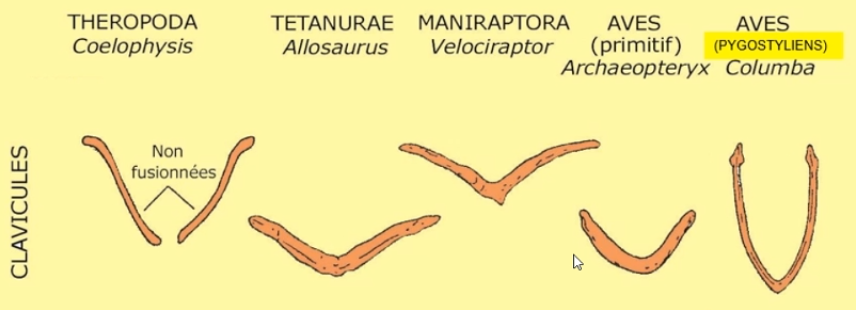 THEROPODA
Coelophysis
TETANURAE
Allosaurus
MANIRAPTORA
Velociraptor
AVES
(primitif)
Archaeopteryx
AVES
(PYGOSTYLIENS)
Columba
CLAVICULES
Non
fusionnées